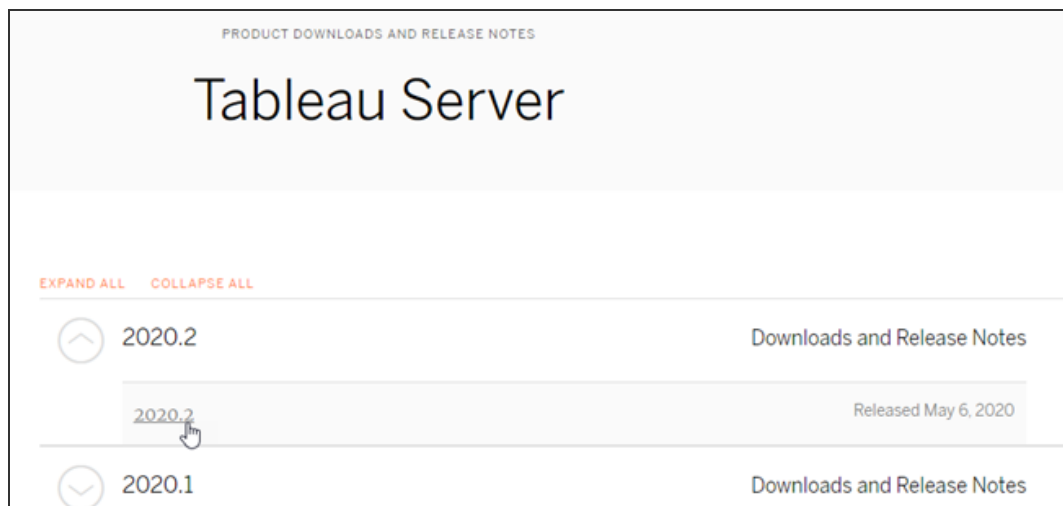 PRODUCT DOWNLOADS AND RELEASE NOTES
Tableau Server
EXPAND ALL COLLAPSE ALL
2020.2 Downloads and Release Notes
2020.2 Released May 6, 2020
2020.1 Downloads and Release Notes